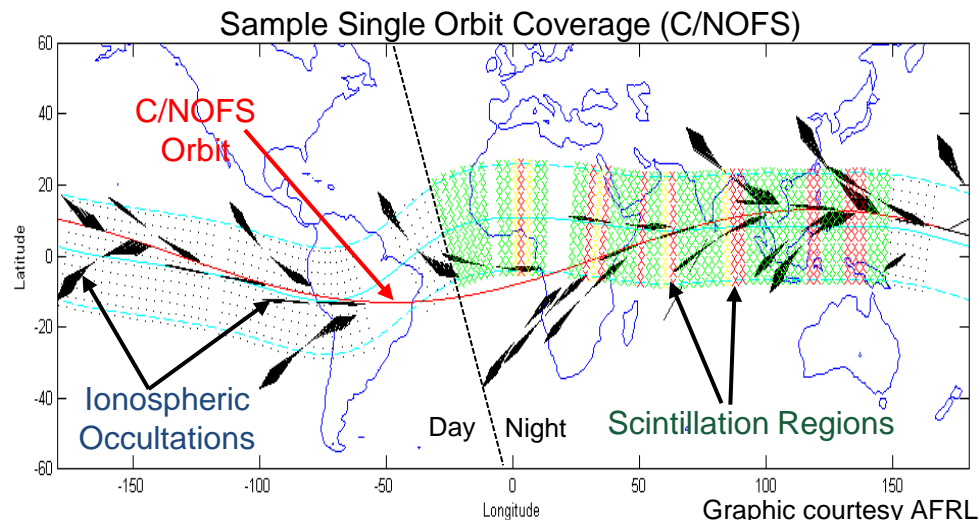 Sample Single Orbit Coverage (C/NOFS)
60
40
20
0
-20
-40
-60
Latitude
C/NOFS
Orbit
Ionospheric
Occultations
Day
Night
Scintillation Regions
-150
-100
-50
0
50
100
150
Longitude
Graphic courtesy AFRL